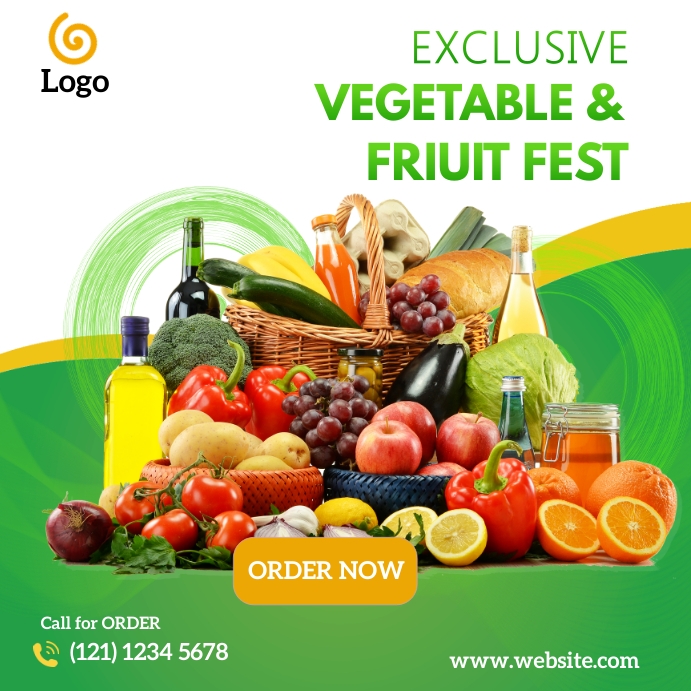 Logo
EXCLUSIVE
VEGETABLE &
FRIUIT FEST
ORDER NOW
Call for ORDER
(121) 1234 5678
www.website.com